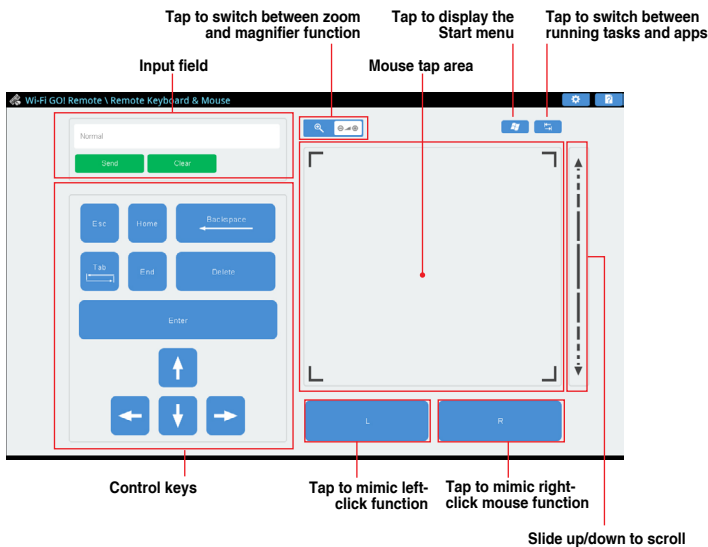 Tap to switch between zoom
and magnifier function
Tap to display the
Start menu
Tap to switch between
running tasks and apps
Input field
Mouse tap area
Wi-Fi GO! Remote \ Remote Keyboard & Mouse
Normal
Send
Clear
Esc
Home
Backspace
Tab
End
Delete
Enter
L
R
Control keys
Tap to mimic left-
click function
Tap to mimic right-
click mouse function
Slide up/down to scroll